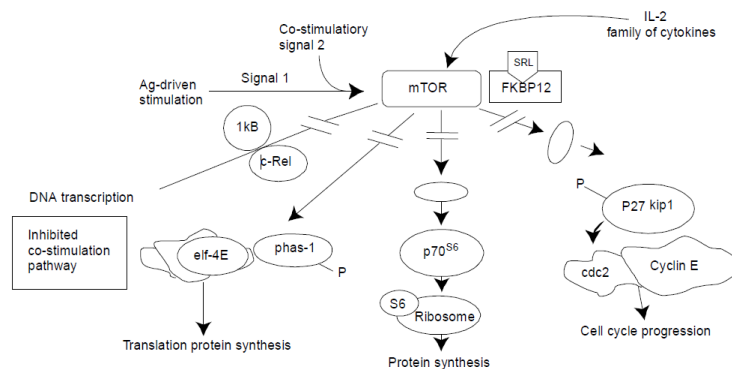 Co-stimulatiory
signal 2
IL-2
family of cytokines
SRL
Ag-driven
stimulation
Signal 1
mTOR
FKBP12
1kB
c-Rel
DNA transcription
P
P27 kip1
Inhibited
co-stimulation
pathway
elf-4E
phas-1
P
p70S6
cdc2
Cyclin E
S6
Ribosome
Translation protein synthesis
Protein synthesis
Cell cycle progression